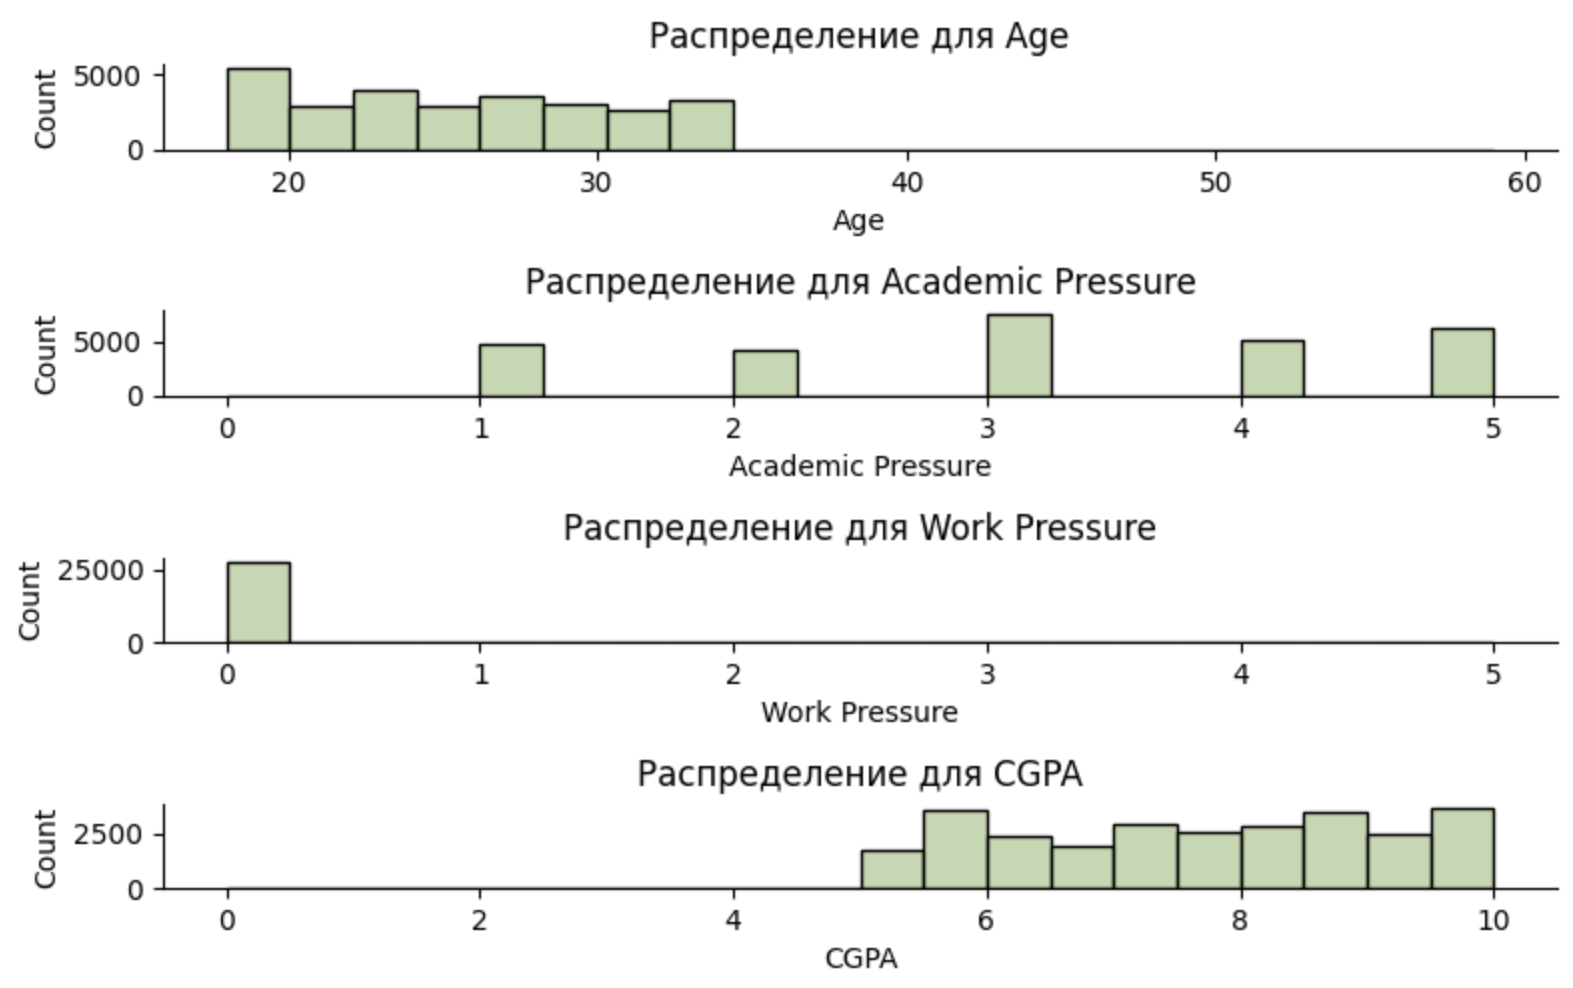 Распределение для Age
Count
5000
0
20 30 40 50 60
Age
Распределение для Academic Pressure
Count
5000
0
0 1 2 3 4 5
Academic Pressure
Распределение для Work Pressure
Count
25000
0
0 1 2 3 4 5
Work Pressure
Распределение для CGPA
Count
2500
0
0 2 4 6 8 10
CGPA